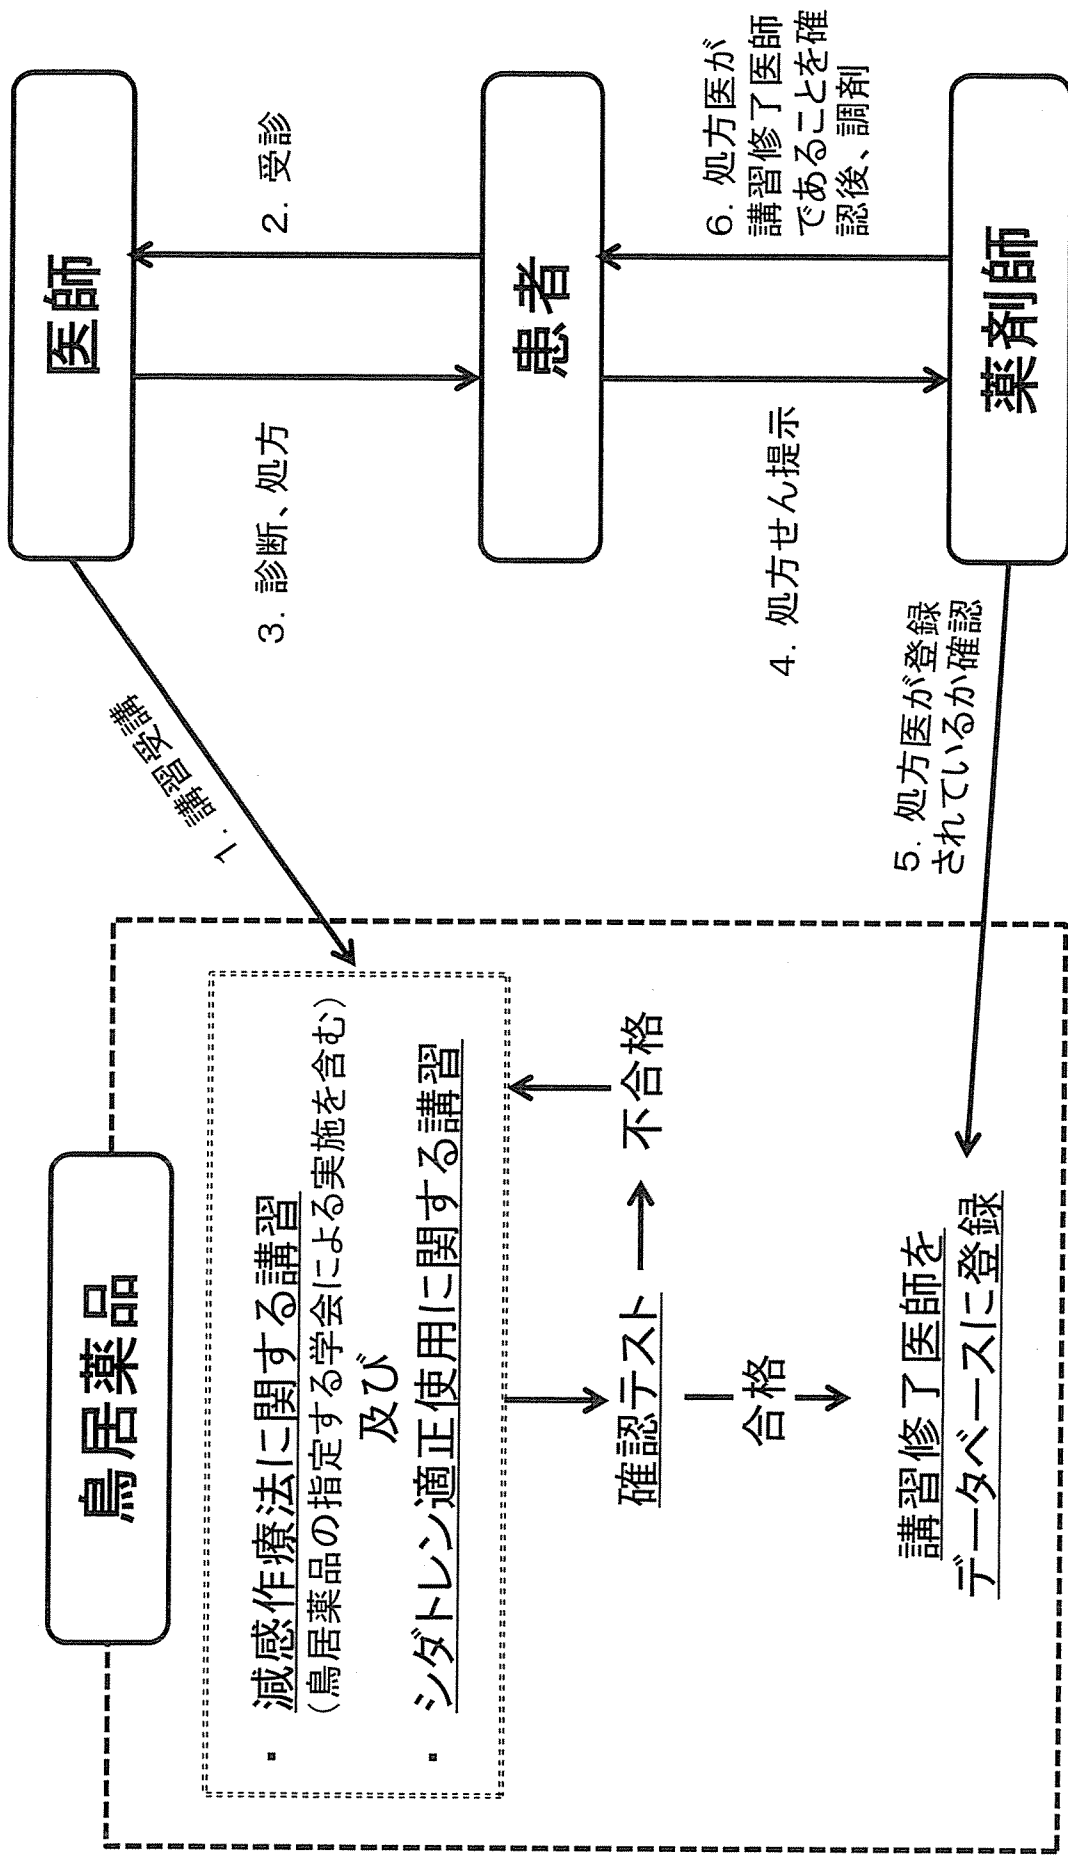 鳥居薬品
・ 減感作療法に関する講習
（鳥居薬品の指定する学会による実施を含む）
及び
・ シダトレン適正使用に関する講習
確認テスト
不合格
合格
講習修了医師を
データベースに登録
1. 講習受講
医師
2. 受診
3. 診断、処方
患者
4. 処方せん提示
5. 処方医が登録
されているか確認
6. 処方医が
講習修了医師
であることを確
認後、調剤
薬剤師